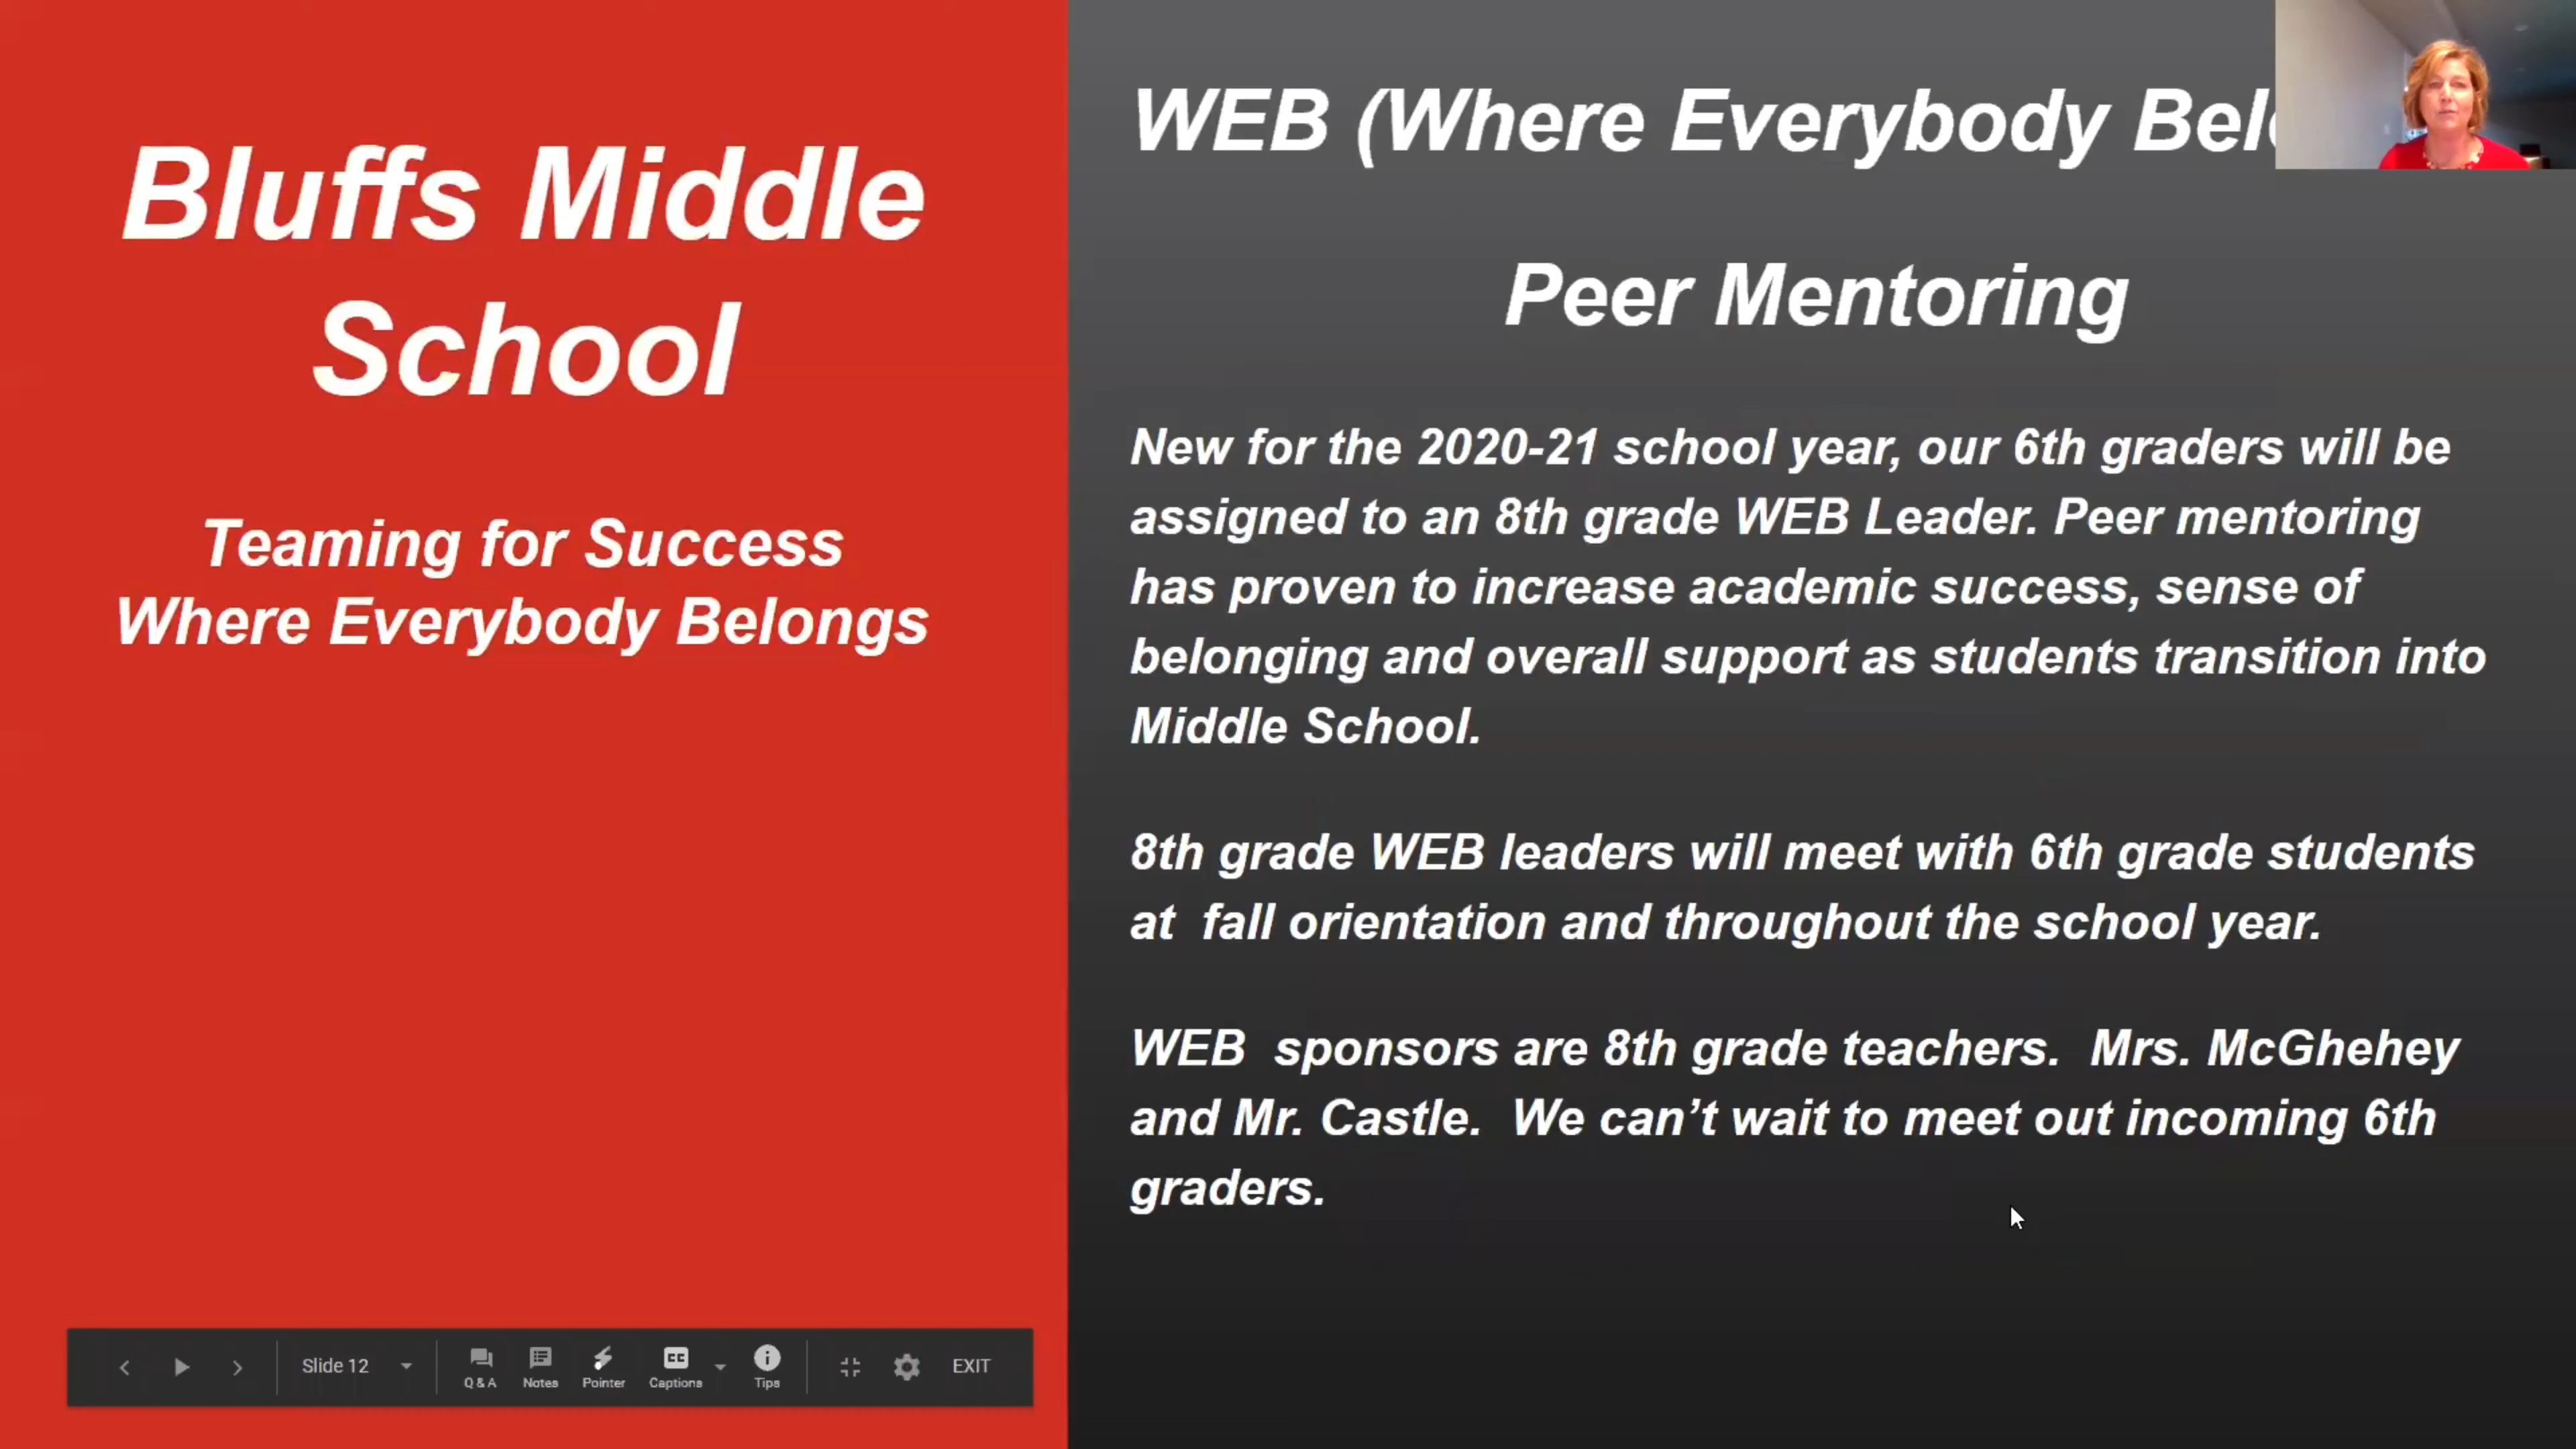 Bluffs Middle
School
Teaming for Success
Where Everybody Belongs
WEB (Where Everybody
Peer Mentoring
New for the 2020-21 school year, our 6th graders will be
assigned to an 8th grade WEB Leader. Peer mentoring
has proven to increase academic success, sense of
belonging and overall support as students transition into
Middle School.
8th grade WEB leaders will meet with 6th grade students
at fall orientation and throughout the school year.
WEB sponsors are 8th grade teachers. Mrs. McGhehey
and Mr. Castle. We can’t wait to meet out incoming 6th
graders.
Slide 12
Q & A
Notes
Pointer
CC
Captions
Tips
EXIT